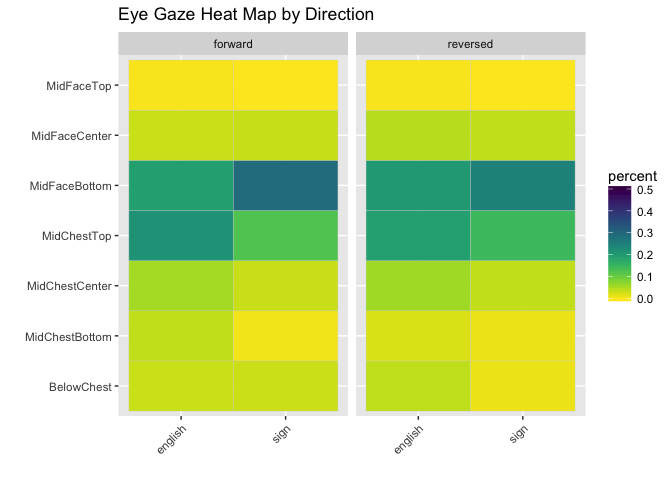 Eye Gaze Heat Map by Direction
forward
reversed
MidFaceTop
MidFaceCenter
MidFaceBottom
MidChestTop
MidChestCenter
MidChestBottom
BelowChest
english
sign
english
sign
percent
0.5
0.4
0.3
0.2
0.1
0.0